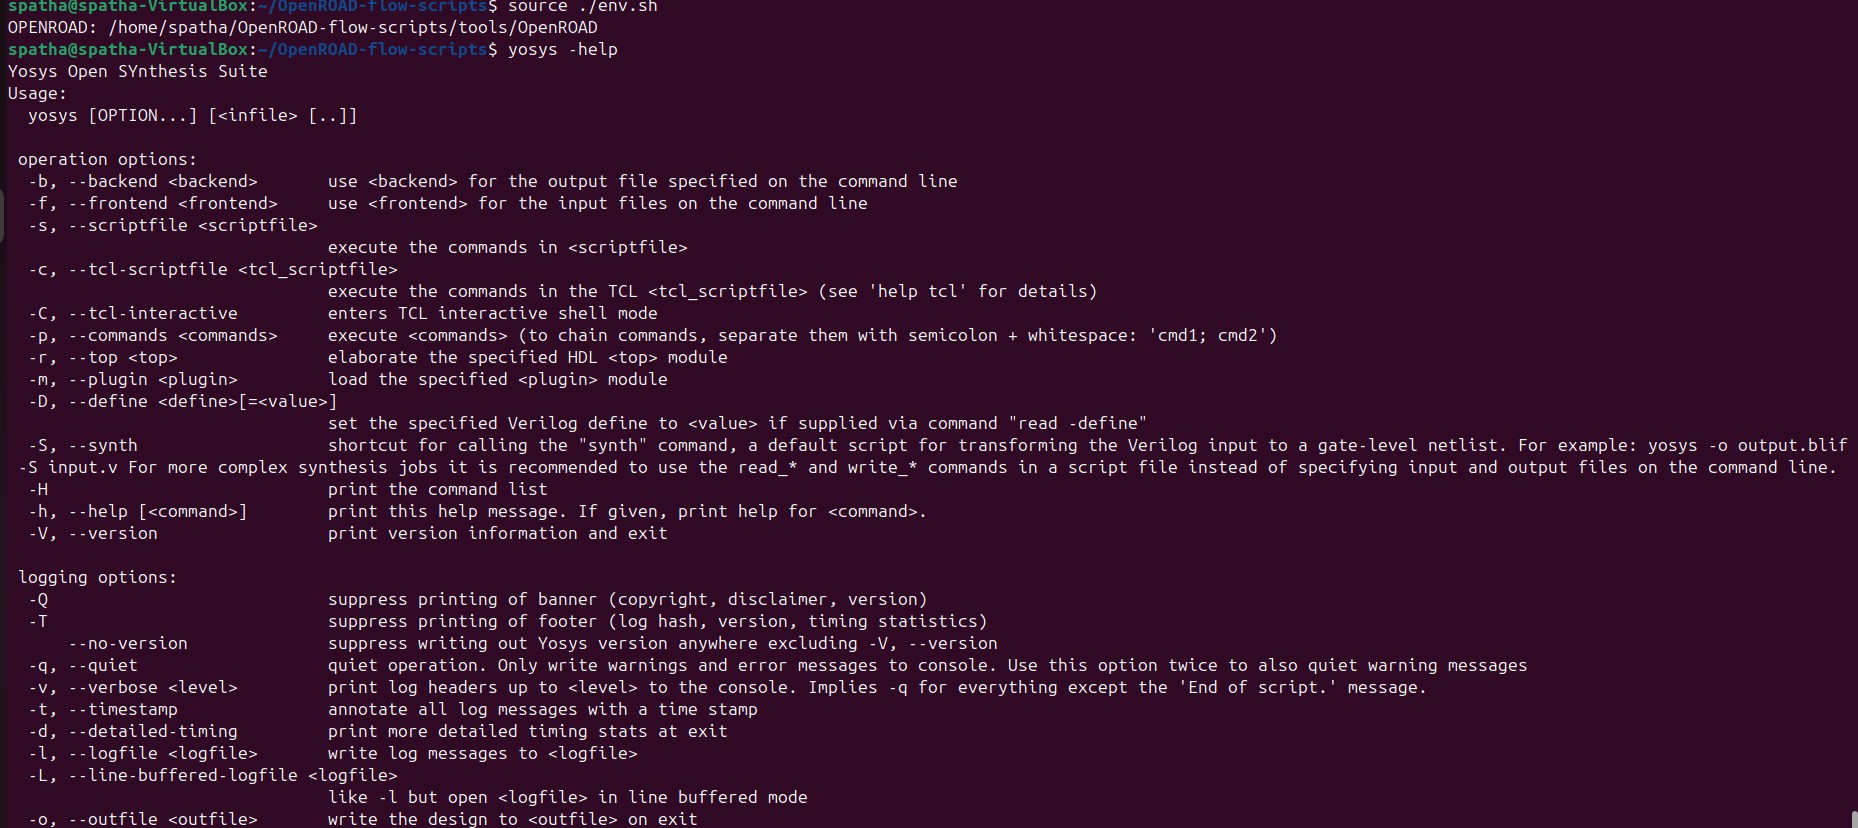 spatha@spatha-VirtualBox:~/OpenROAD-flow-scripts$ source ./env.sh
OPENROAD: /home/spatha/OpenROAD-flow-scripts/tools/OpenROAD
spatha@spatha-VirtualBox:~/OpenROAD-flow-scripts$ yosys -help
Yosys Open SYnthesis Suite
Usage:
  yosys [OPTION...] [<infile> [..]]

 operation options:
  -b, --backend <backend>       use <backend> for the output file specified on the command line
  -f, --frontend <frontend>     use <frontend> for the input files on the command line
  -s, --scriptfile <scriptfile>
                                execute the commands in <scriptfile>
  -c, --tcl-scriptfile <tcl_scriptfile>
                                execute the commands in the TCL <tcl_scriptfile> (see 'help tcl' for details)
  -C, --tcl-interactive         enters TCL interactive shell mode
  -p, --commands <commands>     execute <commands> (to chain commands, separate them with semicolon + whitespace: 'cmd1; cmd2')
  -r, --top <top>               elaborate the specified HDL <top> module
  -m, --plugin <plugin>         load the specified <plugin> module
  -D, --define <define>[=<value>]
                                set the specified Verilog define to <value> if supplied via command "read -define"
  -S, --synth                   shortcut for calling the "synth" command, a default script for transforming the Verilog input to a gate-level netlist. For example: yosys -o output.blif
 -S input.v For more complex synthesis jobs it is recommended to use the read_* and write_* commands in a script file instead of specifying input and output files on the command line.
  -H                            print the command list
  -h, --help [<command>]        print this help message. If given, print help for <command>.
  -V, --version                 print version information and exit

 logging options:
  -Q                            suppress printing of banner (copyright, disclaimer, version)
  -T                            suppress printing of footer (log hash, version, timing statistics)
      --no-version              suppress writing out Yosys version anywhere excluding -V, --version
  -q, --quiet                   quiet operation. Only write warnings and error messages to console. Use this option twice to also quiet warning messages
  -v, --verbose <level>         print log headers up to <level> to the console. Implies -q for everything except the 'End of script.' message.
  -t, --timestamp               annotate all log messages with a time stamp
  -d, --detailed-timing         print more detailed timing stats at exit
  -l, --logfile <logfile>       write log messages to <logfile>
  -L, --line-buffered-logfile <logfile>
                                like -l but open <logfile> in line buffered mode
  -o, --outfile <outfile>       write the design to <outfile> on exit